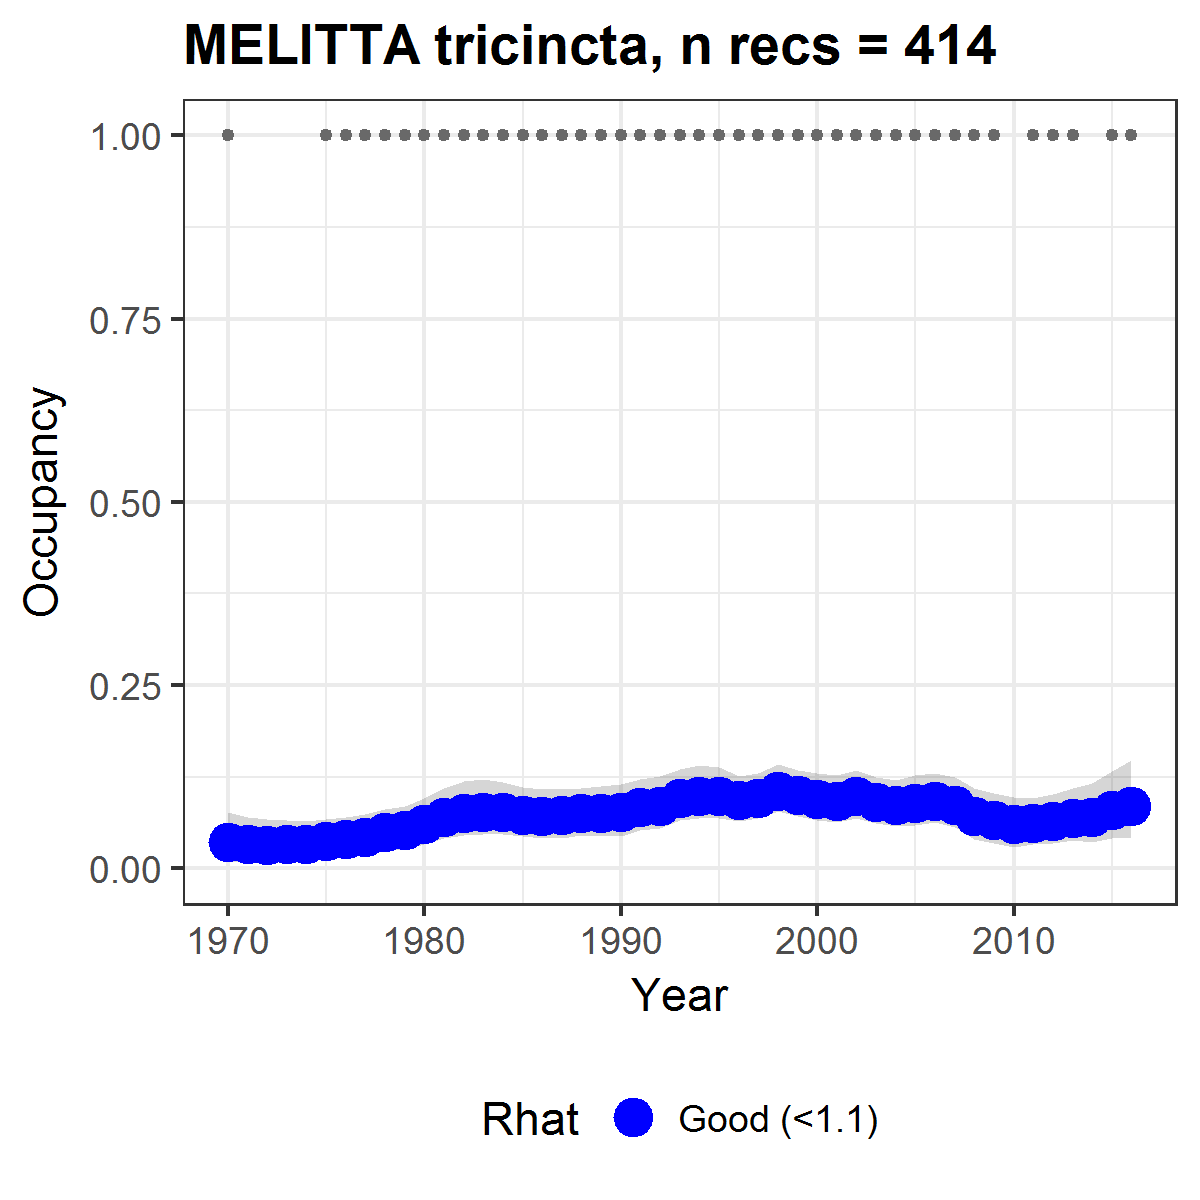 MELITTA tricincta, n recs = 414
1.00
0.75
0.50
0.25
0.00
Occupancy
1970 1980 1990 2000 2010
Year
Rhat Good (<1.1)